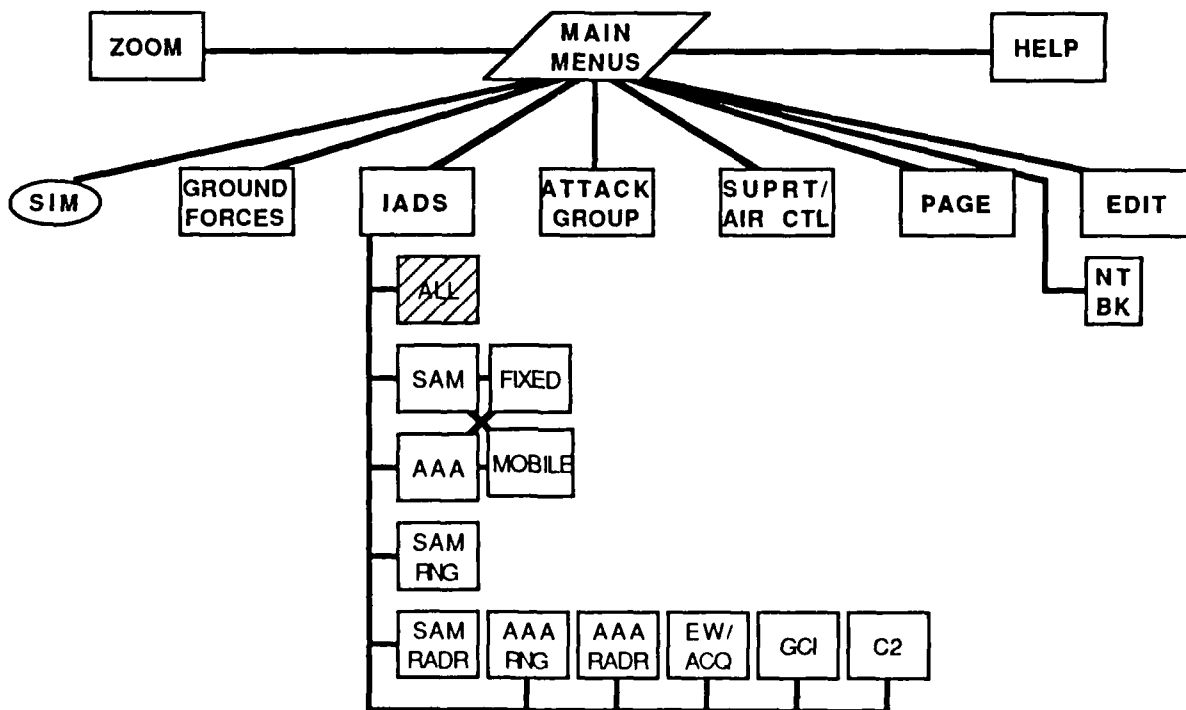 ZOOM
MAIN
MENUS
HELP
SIM
GROUND
FORCES
IADS
ATTACK
GROUP
SUPRT/
AIR CTL
PAGE
EDIT
NT
BK
ALL
SAM
FIXED
AAA
MOBILE
SAM
RNG
SAM
RADR
AAA
RNG
AAA
RADR
EW/
ACQ
GCI
C2